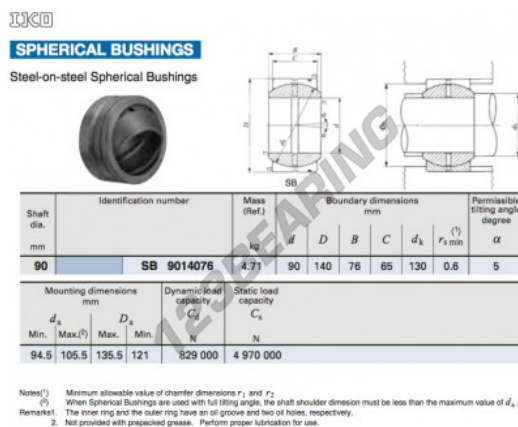 IKO
SPHERICAL BUSHINGS
Steel-on-steel Spherical Bushings
B
C
D
d
SB
Shaft dia. mm
Identification number
Mass (Ref.) kg
Boundary dimensions mm
Permissible tilting angle degree
d D B C dk rs min (1) α
90 SB 9014076 4.71 90 140 76 65 130 0.6 5
Mounting dimensions mm
Dynamic load capacity Cd N
Static load capacity Cs N
da Da
Min. Max.(2) Max. Min.
94.5 105.5 135.5 121 829 000 4 970 000
Notes(1) Minimum allowable value of chamfer dimensions r1 and r2
(2) When Spherical Bushings are used with full tilting angle, the shaft shoulder dimesion must be less than the maximum value of da.
Remarks1. The inner ring and the outer ring have an oil groove and two oil holes, respectively.
2. Not provided with prepacked grease. Perform proper lubrication for use.
123BEARING